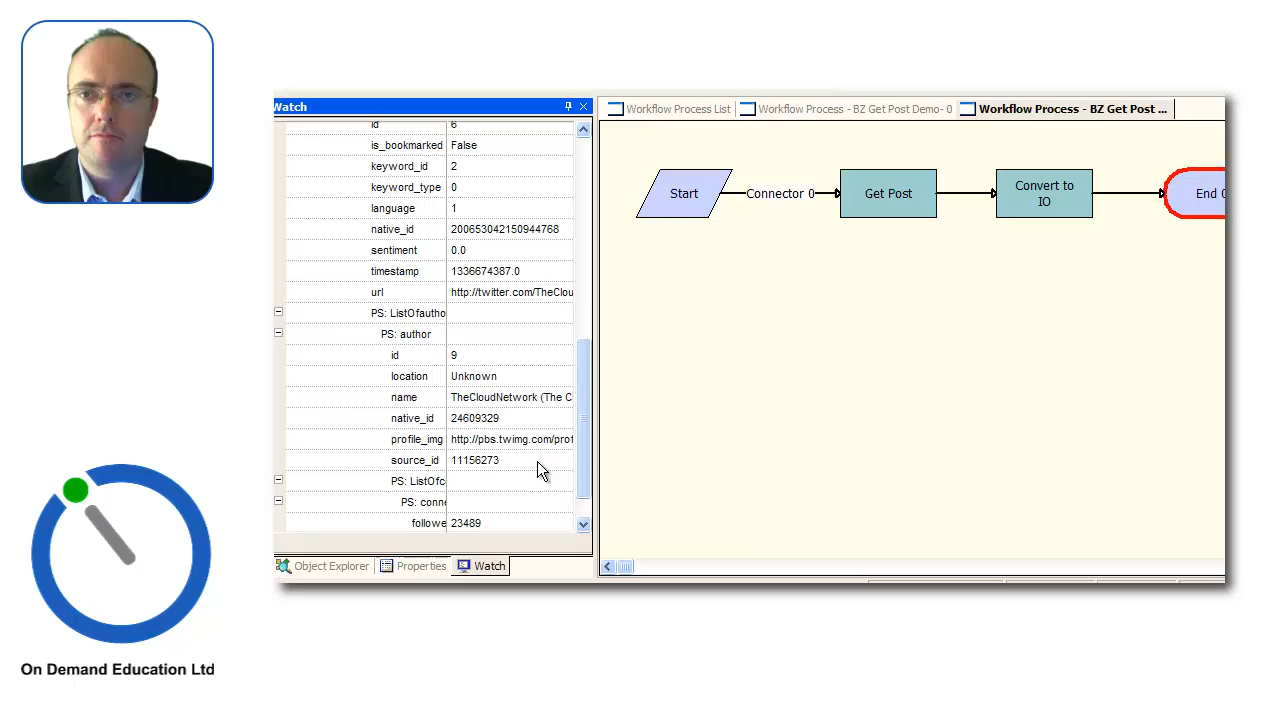 Watch
id 6
is_bookmarked False
keyword_id 2
keyword_type 0
language 1
native_id 200653042150944768
sentiment 0.0
timestamp 1336674387.0
url http://twitter.com/TheClou
PS: ListOfautho
PS: author
id 9
location Unknown
name TheCloudNetwork (The C
native_id 24609329
profile_img http://pbs.twimg.com/prof
source_id 11156273
PS: ListOfc
PS: conne
followe 23489
Object Explorer Properties Watch
Workflow Process List Workflow Process - BZ Get Post Demo- 0 Workflow Process - BZ Get Post ...
Start Connector 0 Get Post Convert to
IO
End 0
On Demand Education Ltd